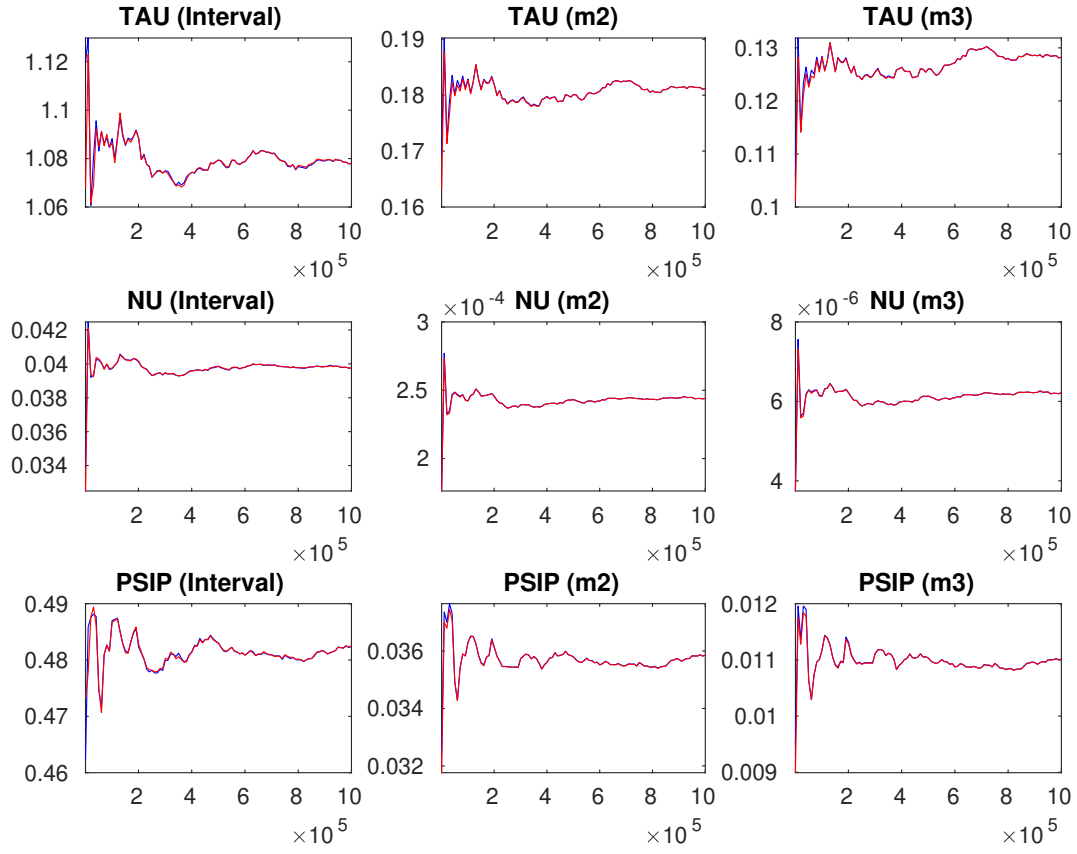 TAU (Interval)
1.12
1.1
1.08
1.06
2 4 6 8 10
×10 5
TAU (m2)
0.19
0.18
0.17
0.16
2 4 6 8 10
×10 5
TAU (m3)
0.13
0.12
0.11
0.1
2 4 6 8 10
×10 5
NU (Interval)
0.042
0.04
0.038
0.036
0.034
2 4 6 8 10
×10 5
×10 -4 NU (m2)
3
2.5
2
2 4 6 8 10
×10 5
×10 -6 NU (m3)
8
6
4
2 4 6 8 10
×10 5
PSIP (Interval)
0.49
0.48
0.47
0.46
2 4 6 8 10
×10 5
PSIP (m2)
0.036
0.034
0.032
2 4 6 8 10
×10 5
PSIP (m3)
0.012
0.011
0.01
0.009
2 4 6 8 10
×10 5